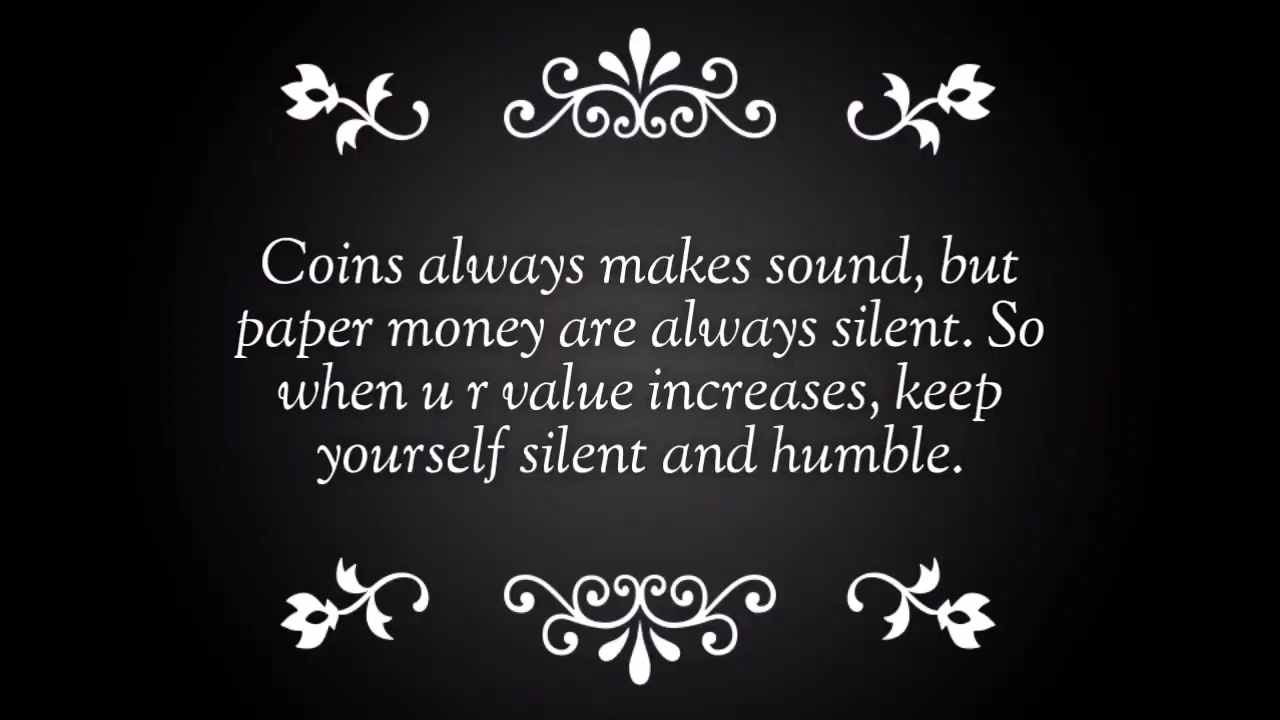 Coins always makes sound, but
paper money are always silent. So
when u r value increases, keep
yourself silent and humble.